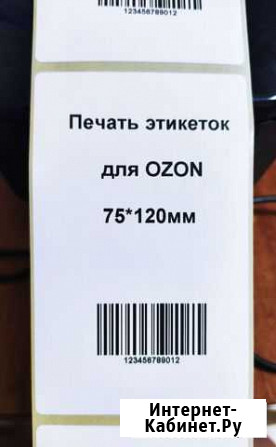 123456789012
Печать этикеток
для OZON
75*120мм
123456789012
Интернет-
Кабинет.Ру